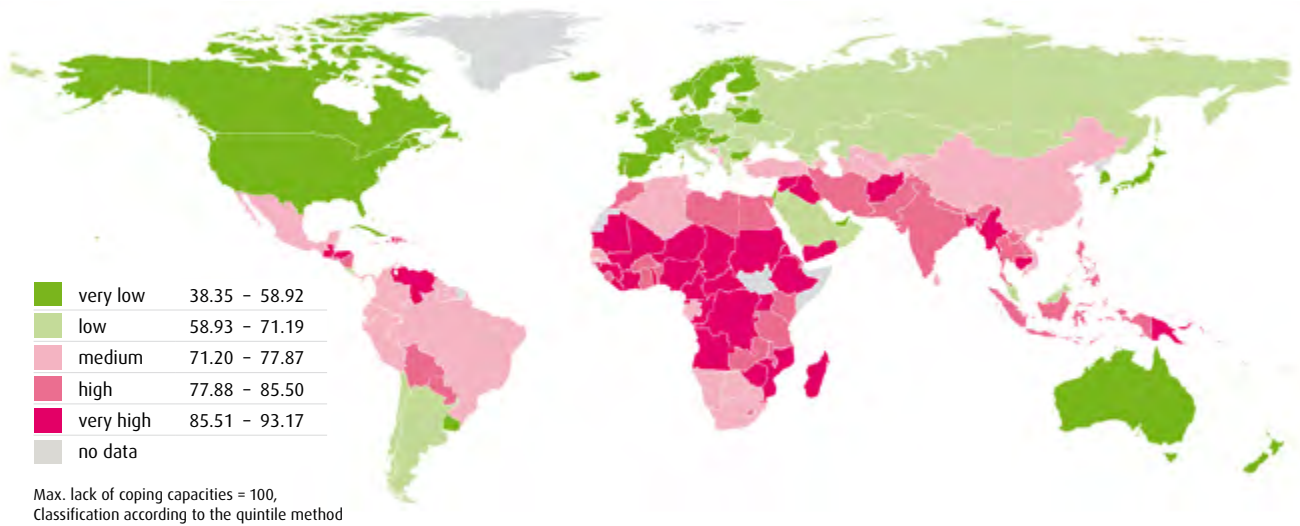 very low 38.35 – 58.92
low 58.93 – 71.19
medium 71.20 – 77.87
high 77.88 – 85.50
very high 85.51 – 93.17
no data
Max. lack of coping capacities = 100,
Classification according to the quintile method